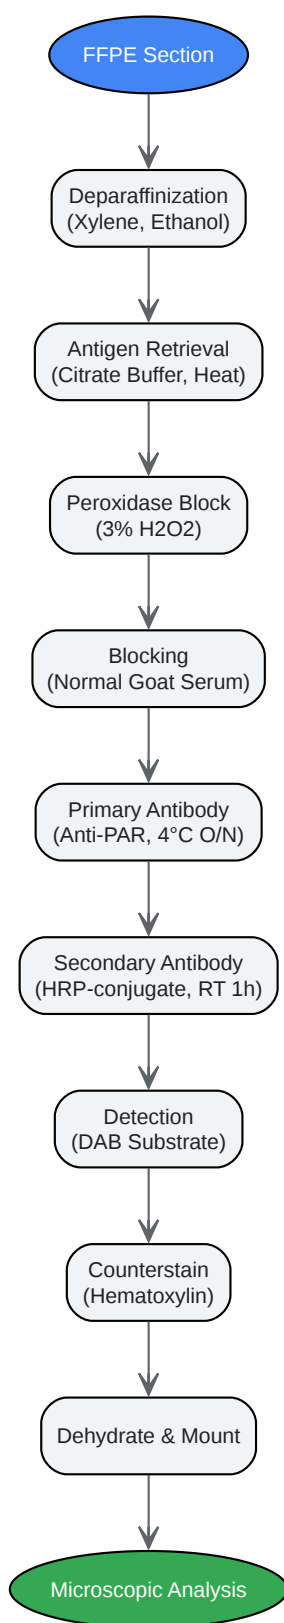 FFPE Section
Deparaffinization
(Xylene, Ethanol)
Antigen Retrieval
(Citrate Buffer, Heat)
Peroxidase Block
(3% H2O2)
Blocking
(Normal Goat Serum)
Primary Antibody
(Anti-PAR, 4°C O/N)
Secondary Antibody
(HRP-conjugate, RT 1h)
Detection
(DAB Substrate)
Counterstain
(Hematoxylin)
Dehydrate & Mount
Microscopic Analysis